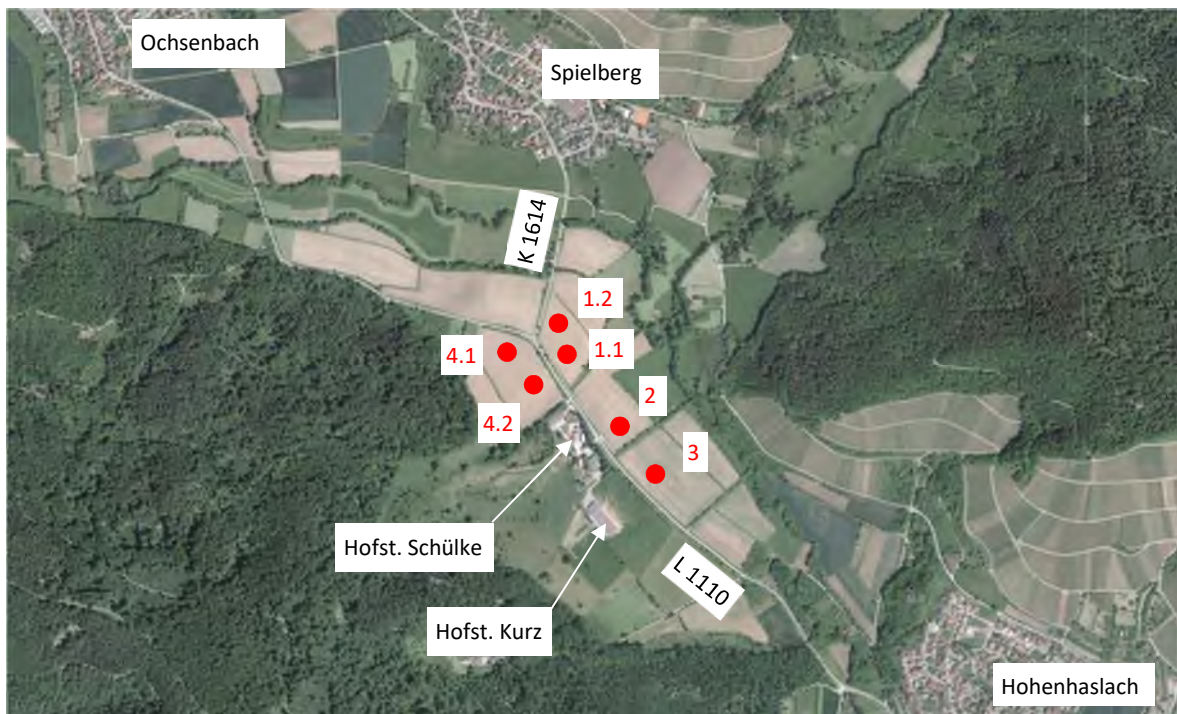 Ochsenbach
Spielberg
K 1614
1.2
1.1
4.1
2
4.2
3
Hofst. Schülke
L 1110
Hofst. Kurz
Hohenhaslach